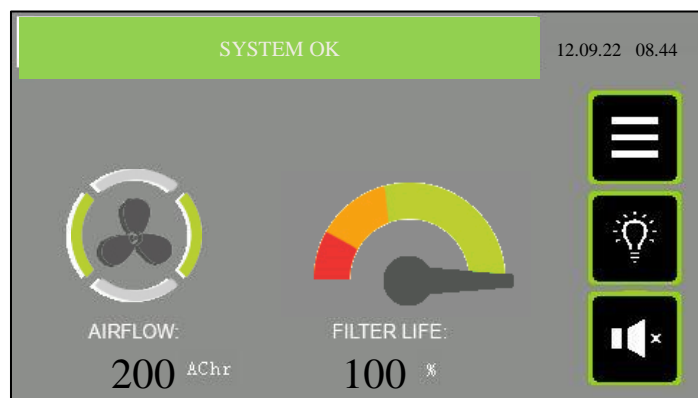 SYSTEM OK
12.09.22 08.44
AIRFLOW:
FILTER LIFE:
200 AChr
100 %